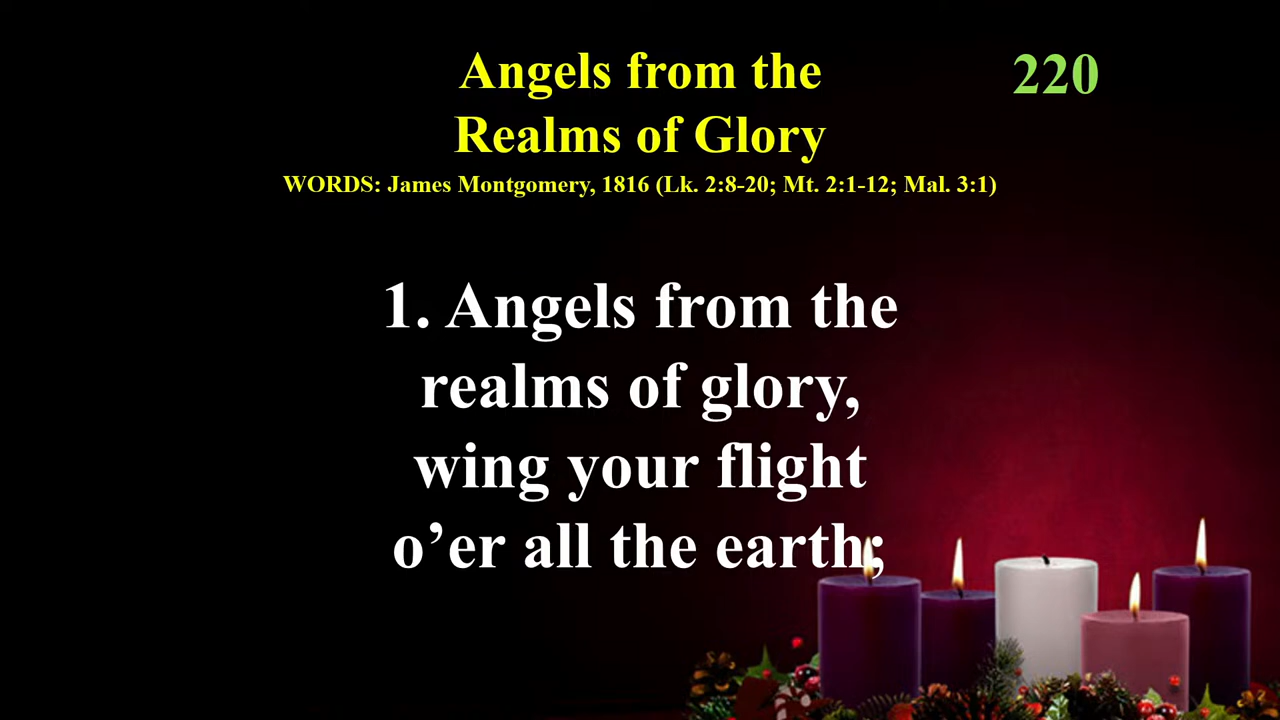 Angels from the
Realms of Glory
220
WORDS: James Montgomery, 1816 (Lk. 2:8-20; Mt. 2:1-12; Mal. 3:1)
1. Angels from the
realms of glory,
wing your flight
o’er all the earth;